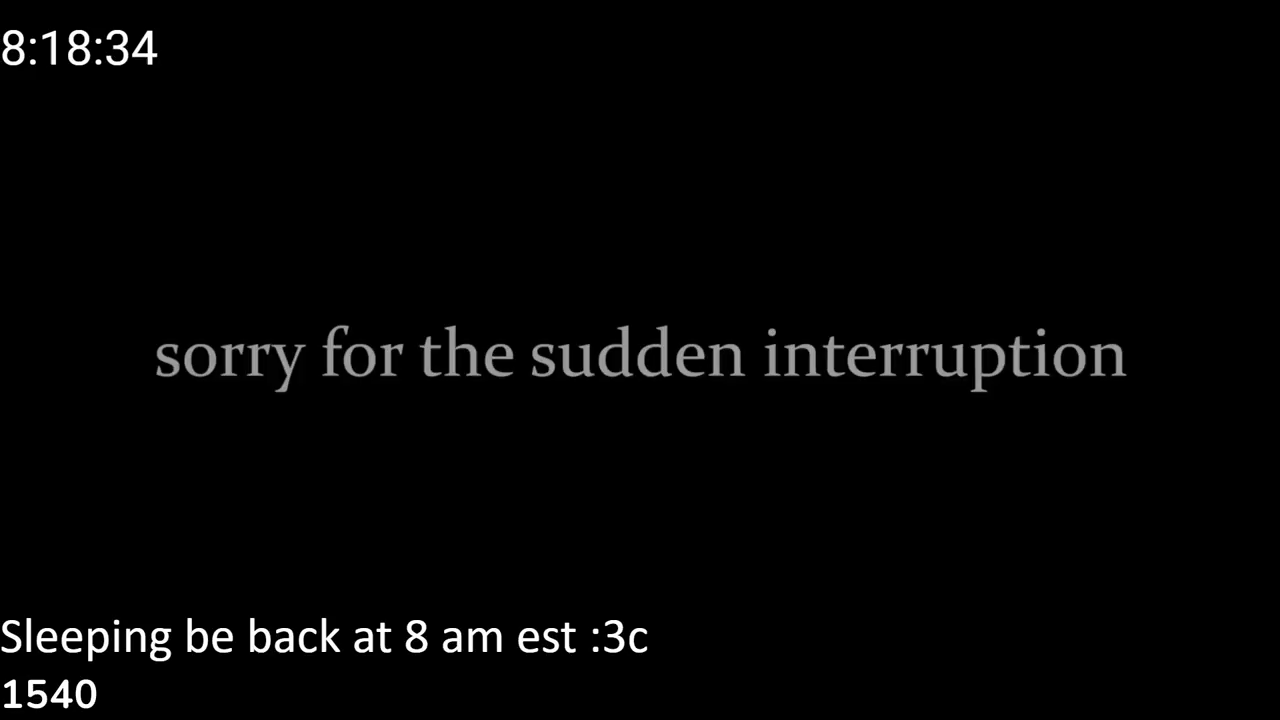 8:18:34
sorry for the sudden interruption
Sleeping be back at 8 am est :3c
1540